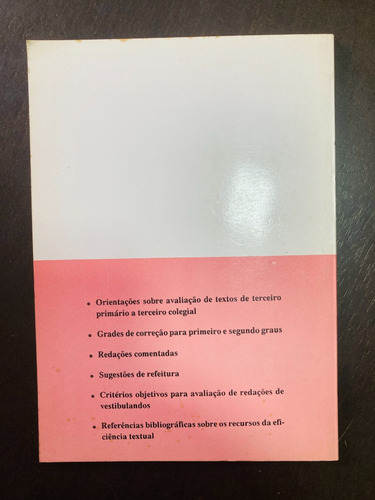 • Orientações sobre avaliação de textos de terceiro
primário a terceiro colegial
• Grades de correção para primeiro e segundo graus
• Redações comentadas
• Sugestões de refeitura
• Critérios objetivos para avaliação de redações de
vestibulandos
• Referências bibliográficas sobre os recursos da efi-
ciência textual